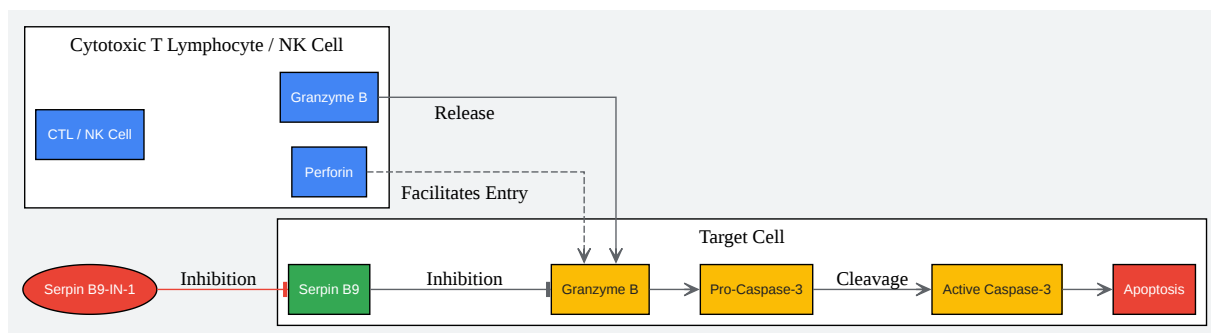 Cytotoxic T Lymphocyte / NK Cell
Granzyme B
Release
CTL / NK Cell
Perforin
Facilitates Entry
Target Cell
Serpin B9-IN-1
Inhibition
Serpin B9
Inhibition
Granzyme B
Pro-Caspase-3
Cleavage
Active Caspase-3
Apoptosis